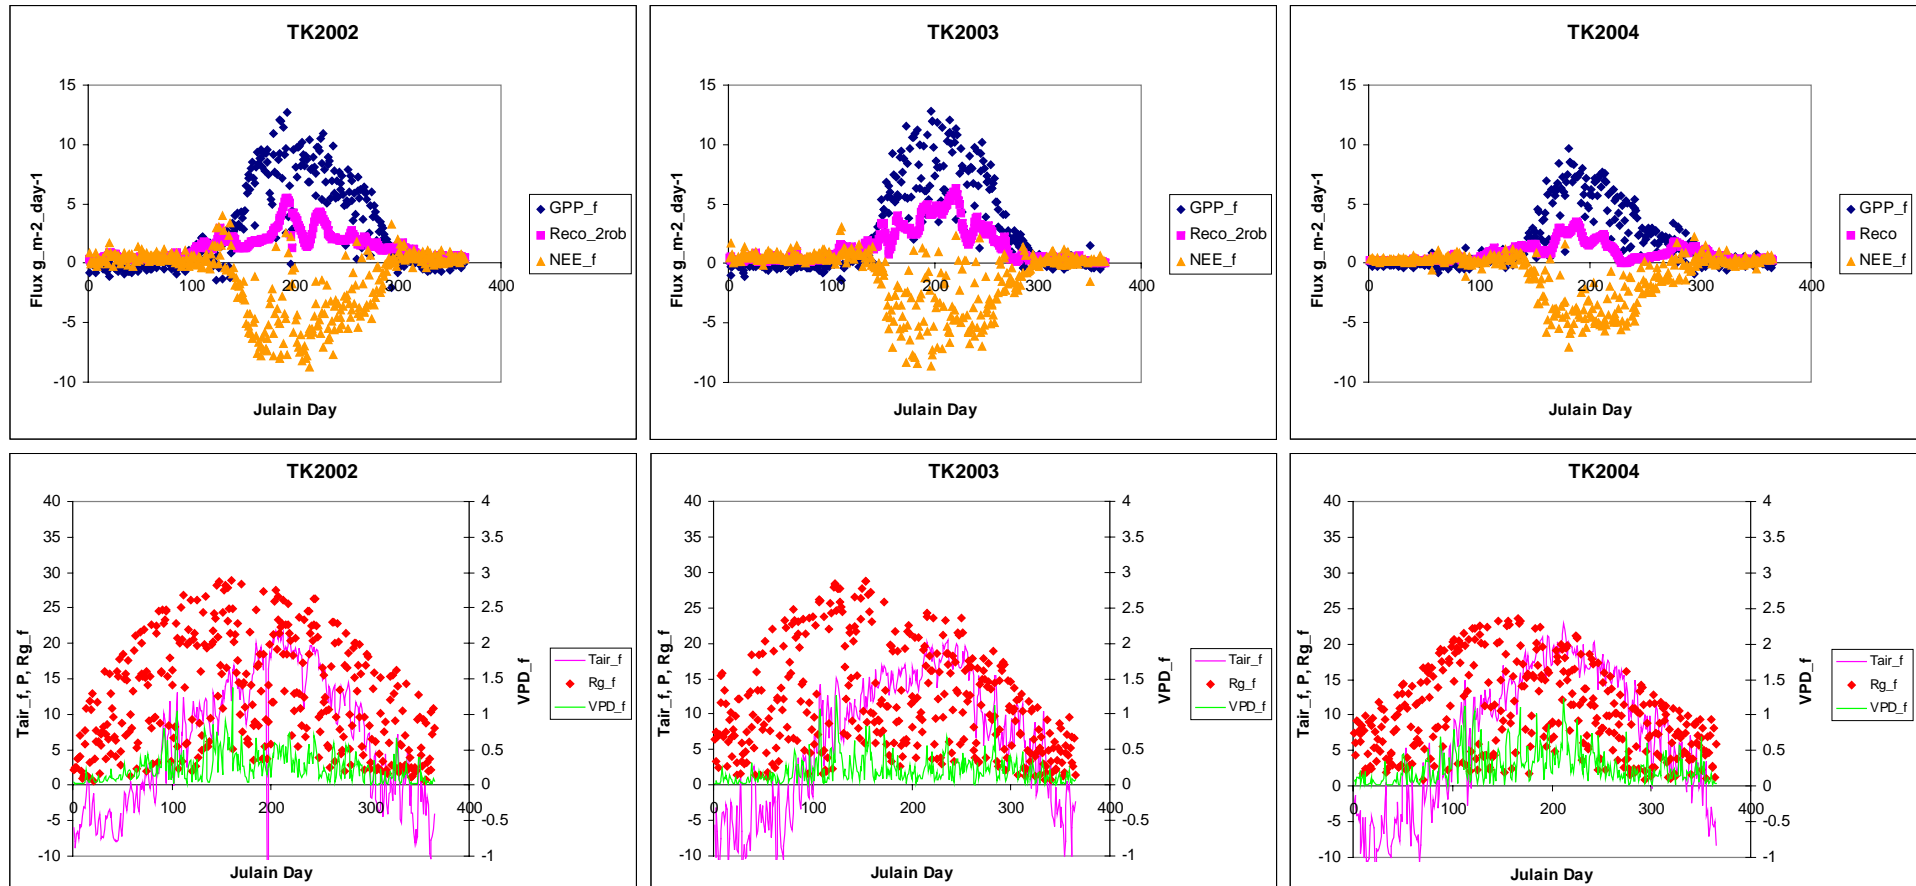 TK2002
15
10
5
0
-5
-10
0
100
200
300
400
Flux g_m-2_day-1
Julain Day
GPP_f
Reco_2rob
NEE_f
TK2003
15
10
5
0
-5
-10
0
100
200
300
400
Flux g_m-2_day-1
Julain Day
GPP_f
Reco_2rob
NEE_f
TK2004
15
10
5
0
-5
-10
0
100
200
300
400
Flux g_m-2_day-1
Julain Day
GPP_f
Reco
NEE_f
TK2002
40
35
30
25
20
15
10
5
0
-5
-10
0
100
200
300
400
4
3.5
3
2.5
2
1.5
1
0.5
0
-0.5
-1
Tair_f, P, Rg_f
VPD_f
Julain Day
Tair_f
Rg_f
VPD_f
TK2003
40
35
30
25
20
15
10
5
0
-5
-10
0
100
200
300
400
4
3.5
3
2.5
2
1.5
1
0.5
0
-0.5
-1
Tair_f, P, Rg_f
VPD_f
Julain Day
Tair_f
Rg_f
VPD_f
TK2004
40
35
30
25
20
15
10
5
0
-5
-10
0
100
200
300
400
4
3.5
3
2.5
2
1.5
1
0.5
0
-0.5
-1
Tair_f, P, Rg_f
VPD_f
Julain Day
Tair_f
Rg_f
VPD_f